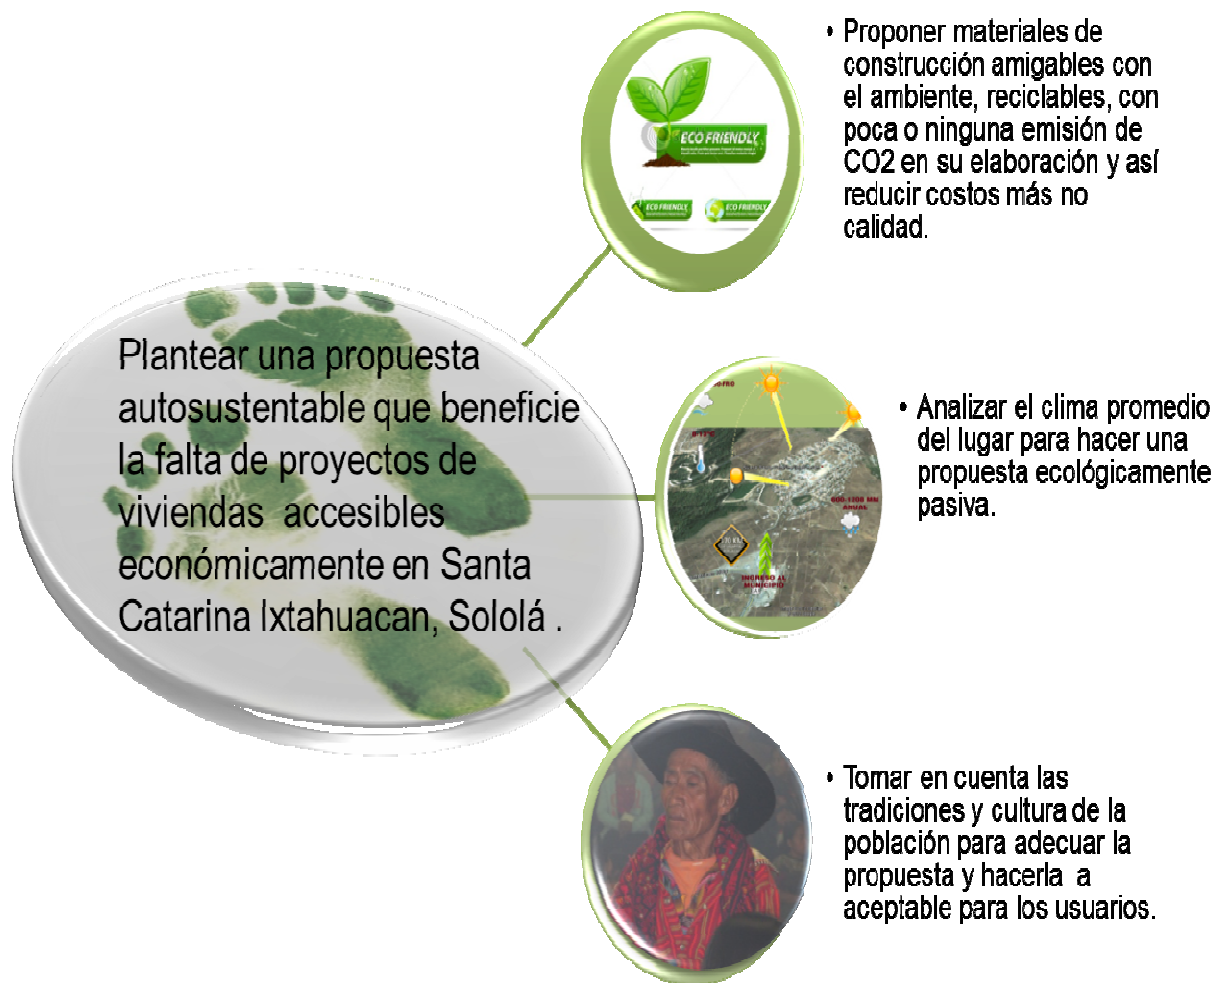 Plantear una propuesta
autosustentable que beneficie
la falta de proyectos de
viviendas accesibles
económicamente en Santa
Catarina Ixtahuacan, Sololá .
ECO FRIENDLY
ECO FRIENDLY
ECO FRIENDLY
• Proponer materiales de
construcción amigables con
el ambiente, reciclables, con
poca o ninguna emisión de
CO2 en su elaboración y así
reducir costos más no
calidad.
600-1200 MN
ANUAL
INGRESO AL
MUNICIPIO
• Analizar el clima promedio
del lugar para hacer una
propuesta ecológicamente
pasiva.
• Tomar en cuenta las
tradiciones y cultura de la
población para adecuar la
propuesta y hacerla a
aceptable para los usuarios.